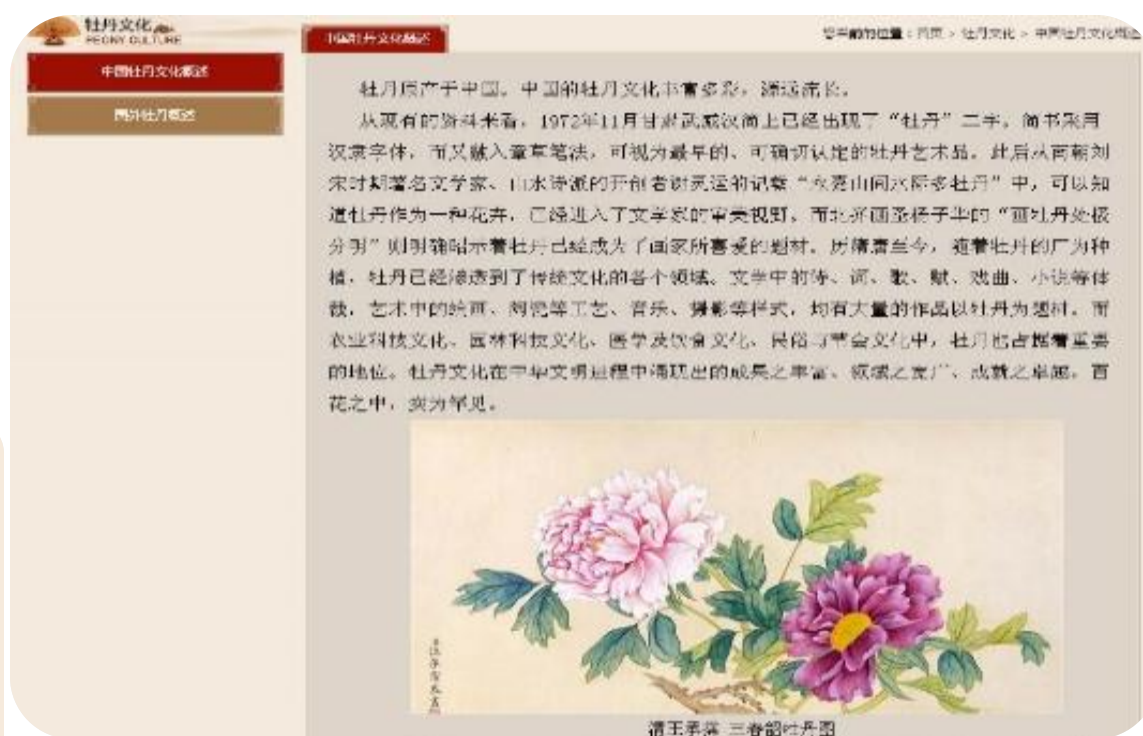 牡丹文化
PEONY CULTURE
中国牡丹文化概述
国外牡丹概述
中国牡丹文化概述
您当前的位置：首页 > 牡丹文化 > 中国牡丹文化概述
牡丹原产于中国。中国的牡丹文化丰富多彩，源远流长。
从现有的资料来看，1972年11月甘肃武威汉简上已经出现了“牡丹”二字。简书采用
汉隶字体，而又融入章草笔法，可视为最早的、可确切认定的牡丹艺术品。此后从南朝刘
宋时期著名文学家、山水诗派的开创者谢灵运的记载“永嘉山间水际多牡丹”中，可以知
道牡丹作为一种花卉，已经进入了文学家的审美视野。而北齐画圣杨子华的“画牡丹处极
分明”则明确昭示着牡丹已经成为了画家所喜爱的题材。历隋唐至今，随着牡丹的广为种
植，牡丹已经渗透到了传统文化的各个领域。文学中的诗、词、歌、赋、戏曲、小说等体
裁，艺术中的绘画、陶瓷等工艺、音乐、摄影等样式，均有大量的作品以牡丹为题材。而
农业科技文化、园林科技文化、医学及饮食文化、民俗与节会文化中，牡丹也占据着重要
的地位。牡丹文化在中华文明进程中涌现出的成果之丰富、领域之宽广、成就之卓越，百
花之中，实为罕见。
清王承霈 三春韶牡丹图